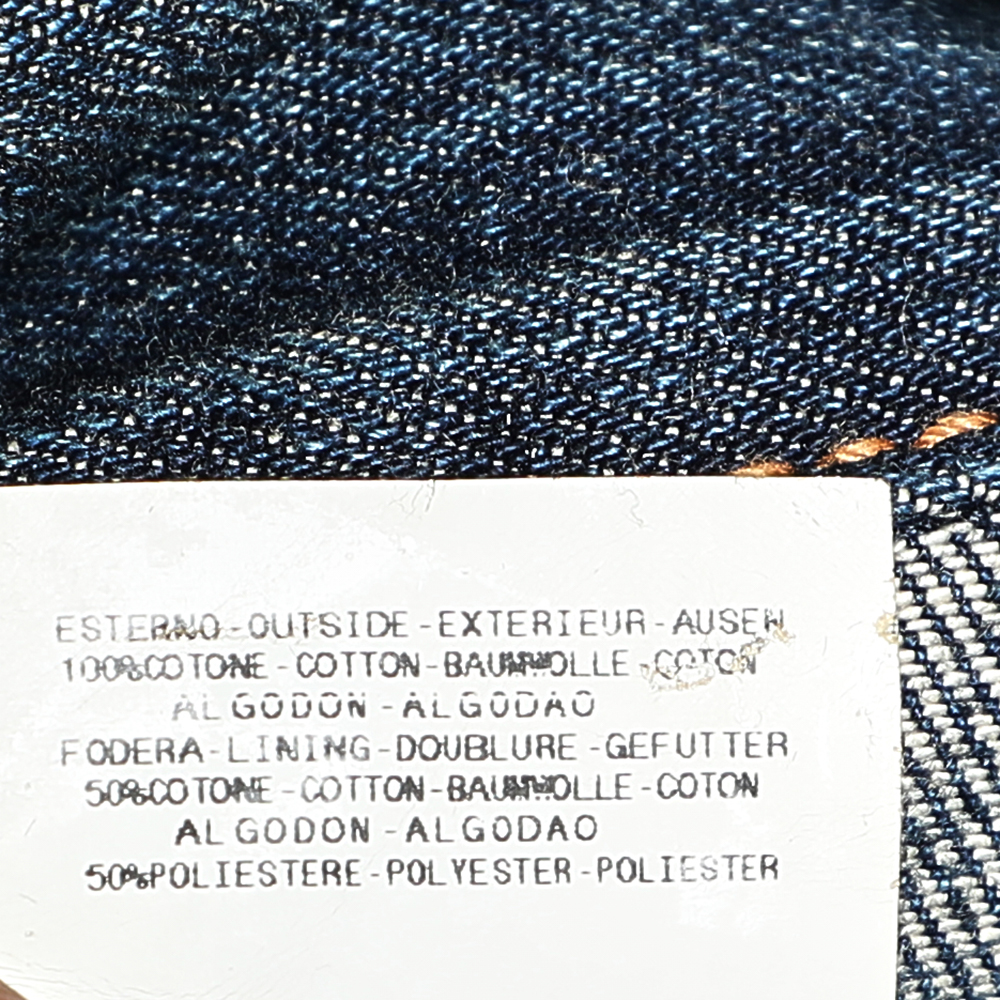 ESTERNO-OUTSIDE-EXTERIEUR-AUSEN
100%COTONE-COTTON-BAUMWOLLE-COTON
ALGODON-ALGODAO
FODERA-LINING-DOUBLURE-GEFUTTER
50%COTONE-COTTON-BAUMWOLLE-COTON
ALGODON-ALGODAO
50%POLIESTERE-POLYESTER-POLIESTER